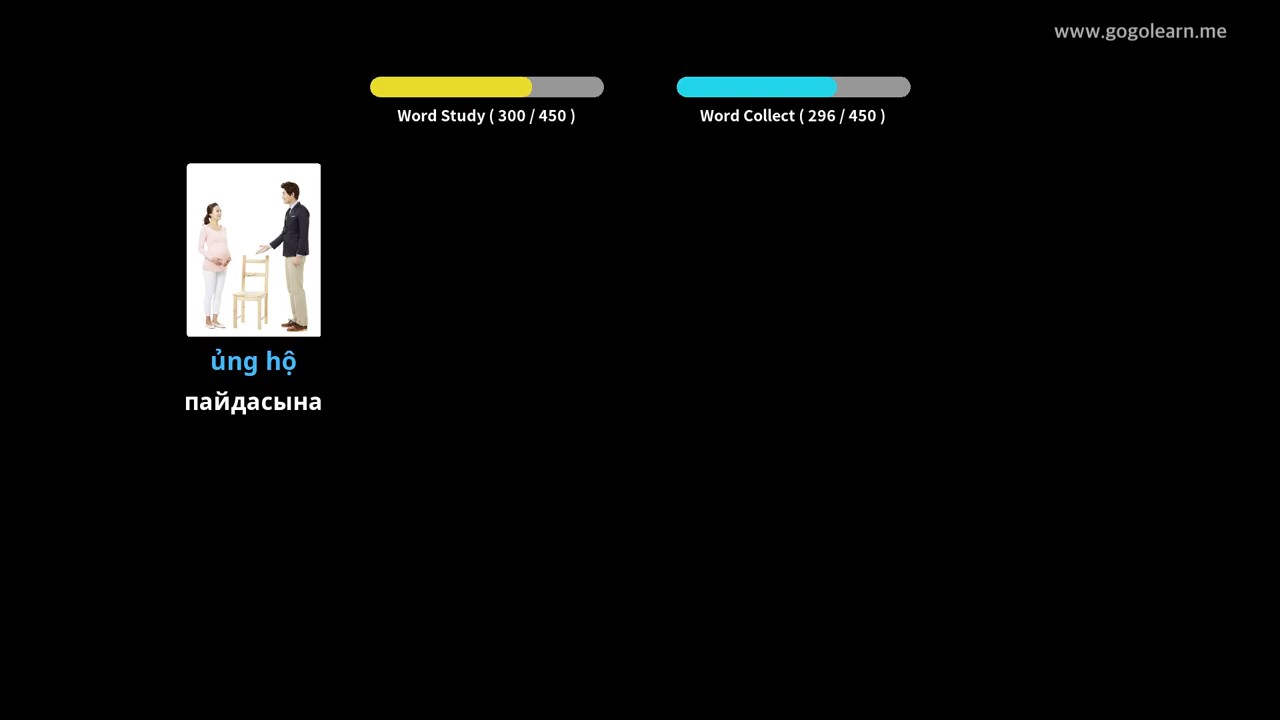 www.gogolearn.me
Word Study ( 300 / 450 )
Word Collect ( 296 / 450 )
ủng hộ
пайдасына